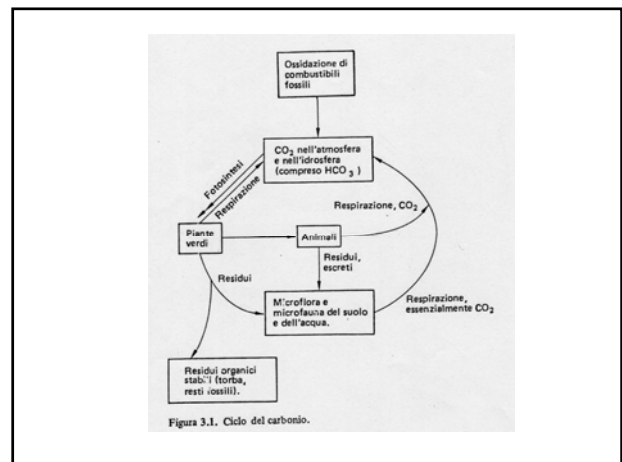 Ossidazione di
combustibili
fossili
CO2 nell'atmosfera
e nell'idrosfera
(compreso HCO3 )
Fotosintesi
Respirazione
Respirazione, CO2
Piante
verdi
Animali
Residui,
escreti
Residui
Microflora e
microfauna del suolo
e dell'acqua.
Respirazione,
essenzialmente CO2
Residui organici
stabili (torba,
resti fossili).
Figura 3.1. Ciclo del carbonio.